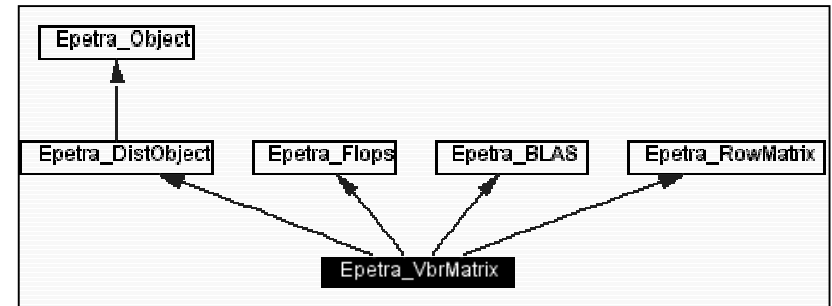 Epetra_Object
Epetra_DistObject
Epetra_Flops
Epetra_BLAS
Epetra_RowMatrix
Epetra_VbrMatrix